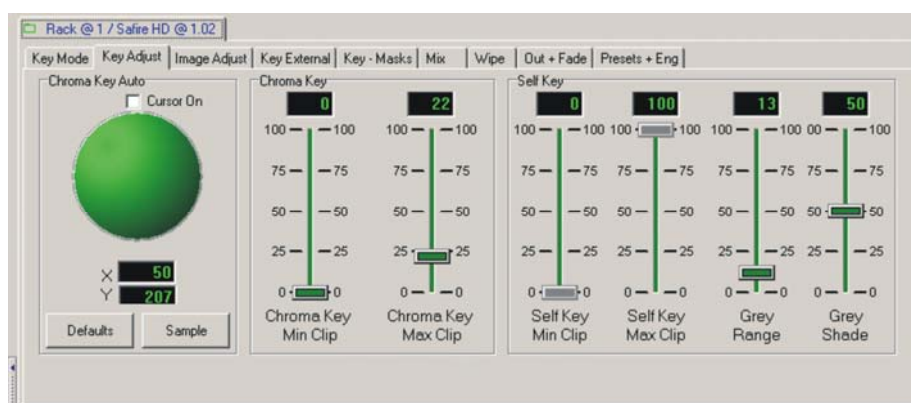 Rack @ 1 / Safire HD @ 1.02
Key Mode Key Adjust Image Adjust Key External Key - Masks Mix Wipe Out + Fade Presets + Eng
Chroma Key Auto
Cursor On
X 50
Y 207
Defaults Sample
Chroma Key
0 22
100 100 100 100
75 75 75 75
50 50 50 50
25 25 25 25
0 0 0 0
Chroma Key Chroma Key
Min Clip Max Clip
Self Key
0 100 13 50
100 100 100 100 100 100 00 100
75 75 75 75 75 75 75 75
50 50 50 50 50 50 50 50
25 25 25 25 25 25 25 25
0 0 0 0 0 0 0 0
Self Key Self Key Grey Grey
Min Clip Max Clip Range Shade